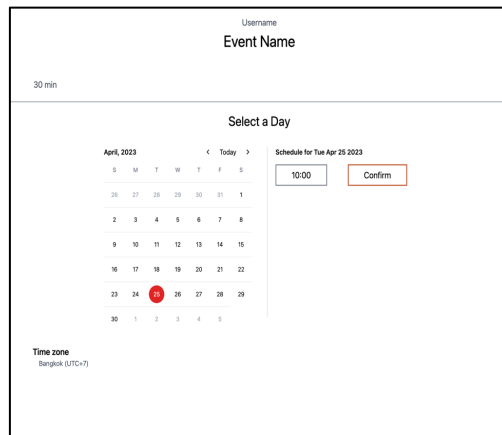 Username
Event Name
30 min
Select a Day
April, 2023 < Today >
S M T W T F S
26 27 28 29 30 31 1
2 3 4 5 6 7 8
9 10 11 12 13 14 15
16 17 18 19 20 21 22
23 24 25 26 27 28 29
30 1 2 3 4 5
Schedule for Tue Apr 25 2023
10:00 Confirm
Time zone
Bangkok (UTC+7)